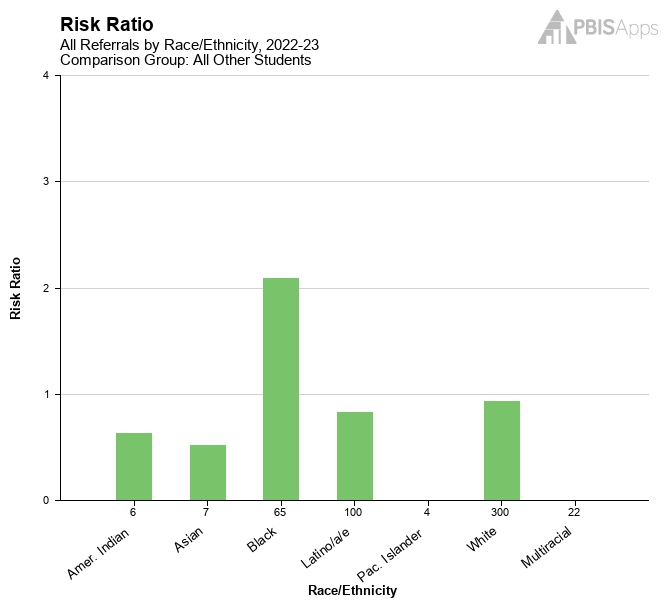 Risk Ratio
All Referrals by Race/Ethnicity, 2022-23
Comparison Group: All Other Students
PBISApps
4
3
2
1
0
Risk Ratio
6
7
65
100
4
300
22
Amer. Indian
Asian
Black
Latino/a/e
Pac. Islander
White
Multiracial
Race/Ethnicity